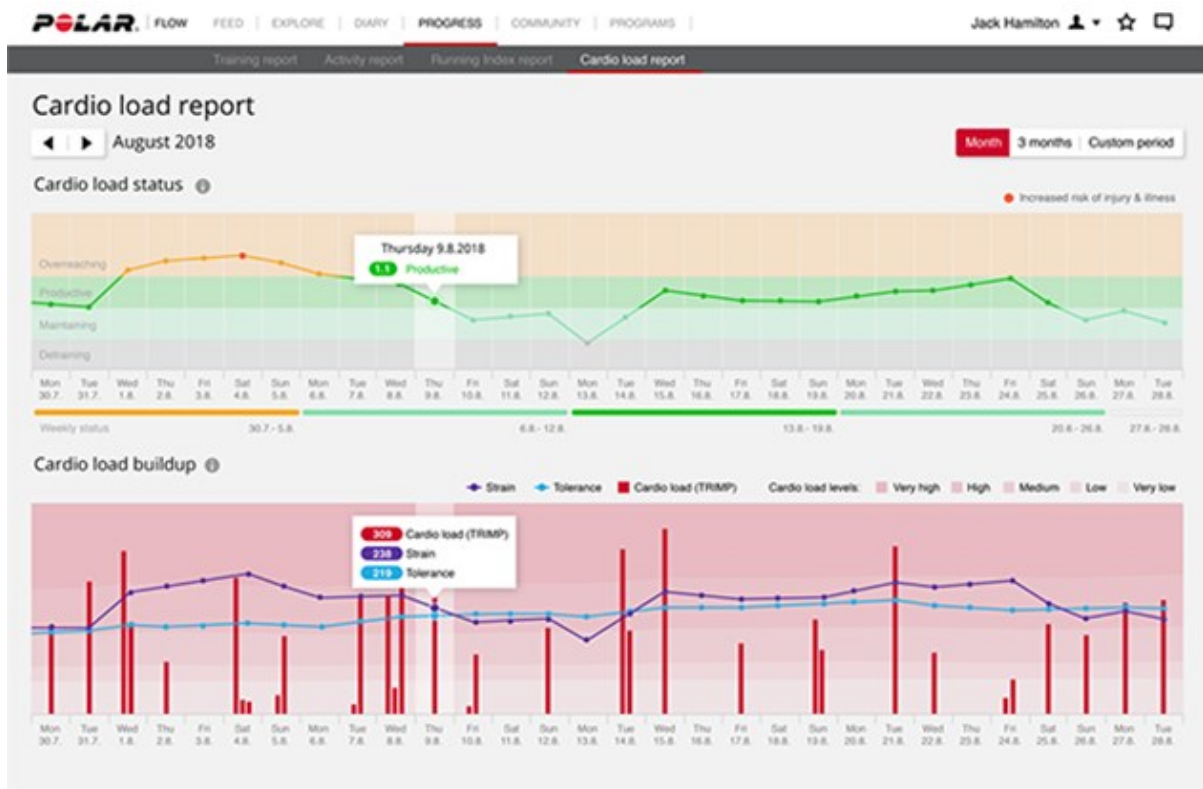 POLAR. FLOW FEED EXPLORE DIARY PROGRESS COMMUNITY PROGRAMS Jack Hamilton
Training report Activity report Running Index report Cardio load report
Cardio load report
August 2018 Month 3 months Custom period
Cardio load status
Increased risk of injury & illness
Thursday 9.8.2018
1.1 Productive
Overreaching
Productive
Maintaining
Detraining
Mon Tue Wed Thu Fri Sat Sun Mon Tue Wed Thu Fri Sat Sun Mon Tue Wed Thu Fri Sat Sun Mon Tue Wed Thu Fri Sat Sun Mon Tue
30.7. 31.7. 1.8. 2.8. 3.8. 4.8. 5.8. 6.8. 7.8. 8.8. 9.8. 10.8. 11.8. 12.8. 13.8. 14.8. 15.8. 16.8. 17.8. 18.8. 19.8. 20.8. 21.8. 22.8. 23.8. 24.8. 25.8. 26.8. 27.8. 28.8.
Weekly status 30.7. - 5.8. 6.8. - 12.8. 13.8. - 19.8. 20.8. - 26.8. 27.8. - 28.8.
Cardio load buildup
Strain Tolerance Cardio load (TRIMP) Cardio load levels: Very high High Medium Low Very low
309 Cardio load (TRIMP)
238 Strain
219 Tolerance
Mon Tue Wed Thu Fri Sat Sun Mon Tue Wed Thu Fri Sat Sun Mon Tue Wed Thu Fri Sat Sun Mon Tue Wed Thu Fri Sat Sun Mon Tue
30.7. 31.7. 1.8. 2.8. 3.8. 4.8. 5.8. 6.8. 7.8. 8.8. 9.8. 10.8. 11.8. 12.8. 13.8. 14.8. 15.8. 16.8. 17.8. 18.8. 19.8. 20.8. 21.8. 22.8. 23.8. 24.8. 25.8. 26.8. 27.8. 28.8.